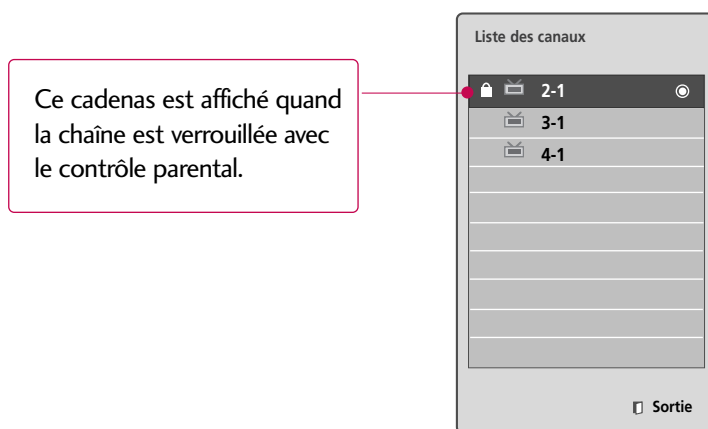 Liste des canaux
Ce cadenas est affiché quand
la chaîne est verrouillée avec
le contrôle parental.
2-1
3-1
4-1
Sortie